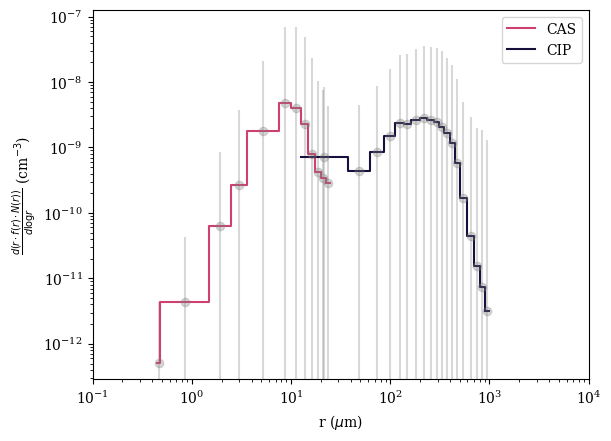 CAS
CIP
10⁻⁷
10⁻⁸
10⁻⁹
10⁻¹⁰
10⁻¹¹
10⁻¹²
d(r · f(r) · N(r))/dlogr (cm⁻³)
10⁻¹ 10⁰ 10¹ 10² 10³ 10⁴
r (μm)